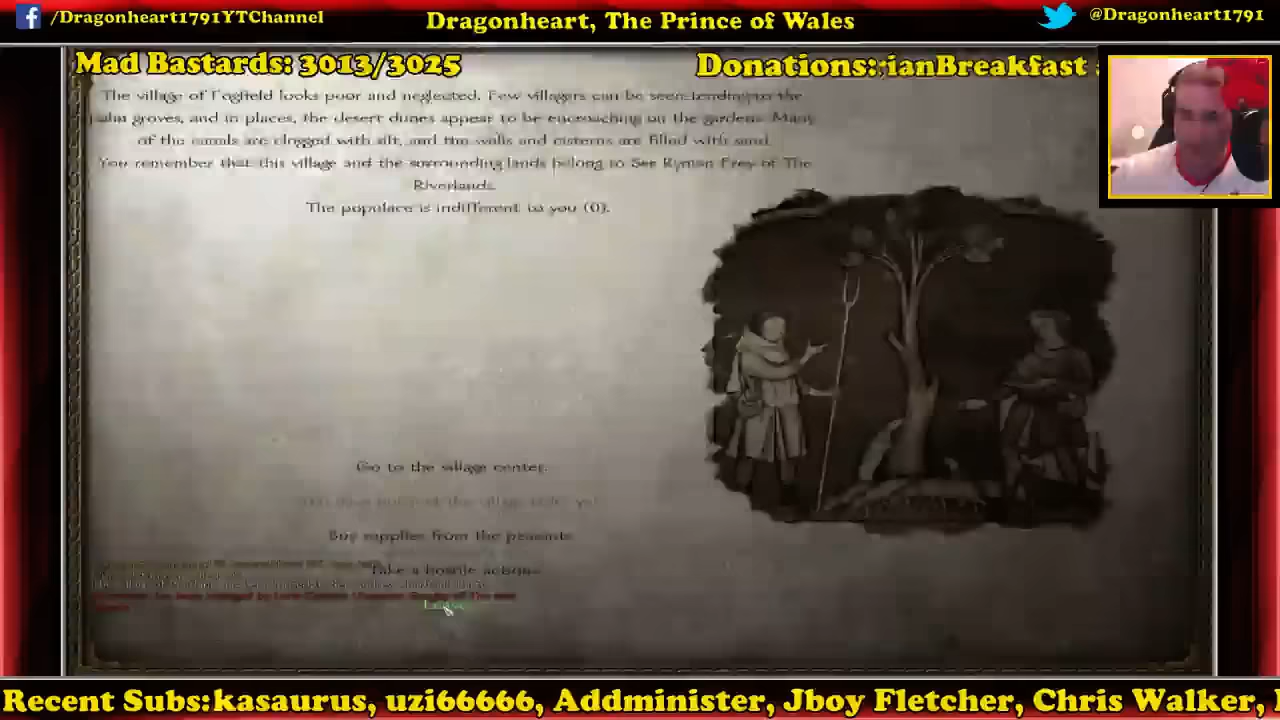 /Dragonheart1791YTChannel
Dragonheart, The Prince of Wales
@Dragonheart1791
Mad Bastards: 3013/3025
Donations: rianBreakfast
The village of Fogfield looks poor and neglected. Few villagers can be seen tending to the
palm groves, and in places, the desert dunes appear to be encroaching on the gardens. Many
of the canals are clogged with silt, and the wells and cisterns are filled with sand.
You remember that this village and the surrounding lands belong to Ser Ryman Frey of The
Riverlands.
The populace is indifferent to you (0).
Go to the village center.
Buy supplies from the peasants.
Take a hostile action.
Leave
Recent Subs:kasaurus, uzi66666, Addminister, Jboy Fletcher, Chris Walker,